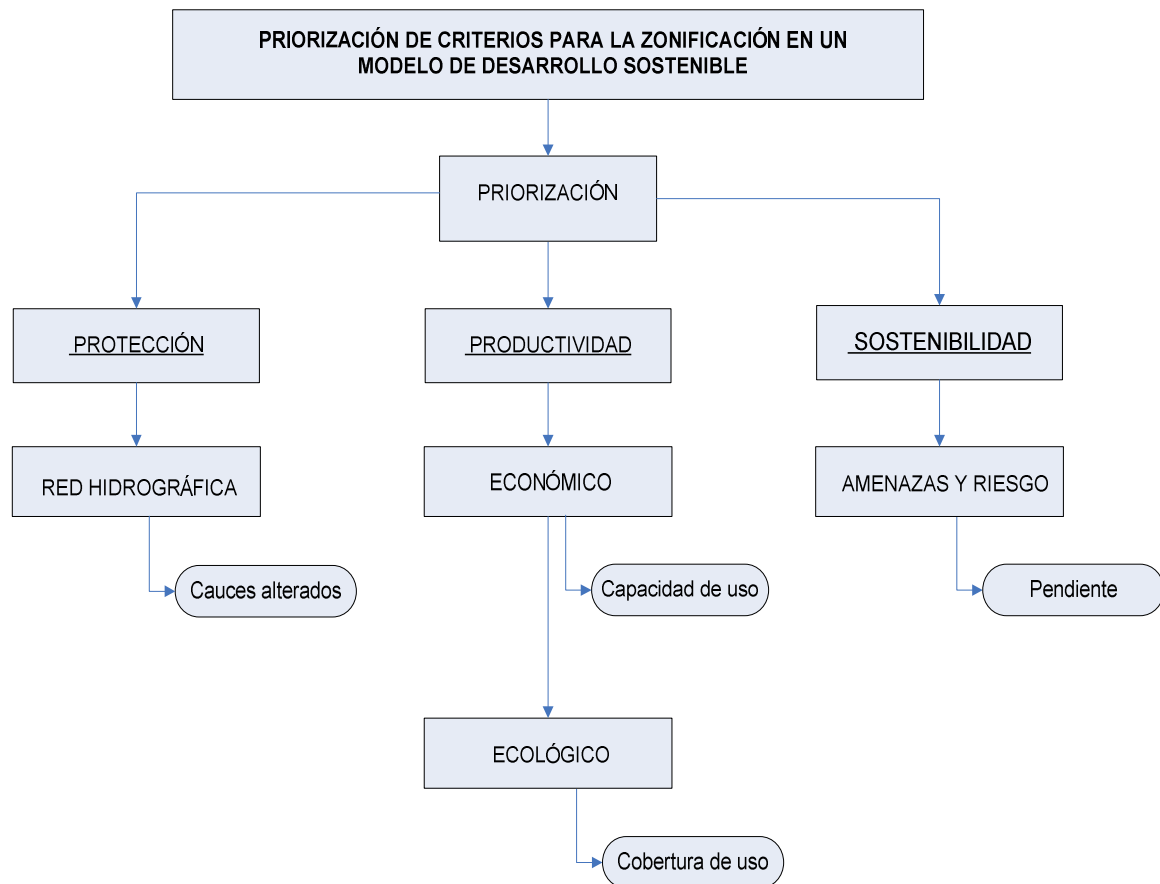 PRIORIZACIÓN DE CRITERIOS PARA LA ZONIFICACIÓN EN UN
MODELO DE DESARROLLO SOSTENIBLE
PRIORIZACIÓN
PROTECCIÓN
PRODUCTIVIDAD
SOSTENIBILIDAD
RED HIDROGRÁFICA
ECONÓMICO
AMENAZAS Y RIESGO
Cauces alterados
Capacidad de uso
Pendiente
ECOLÓGICO
Cobertura de uso